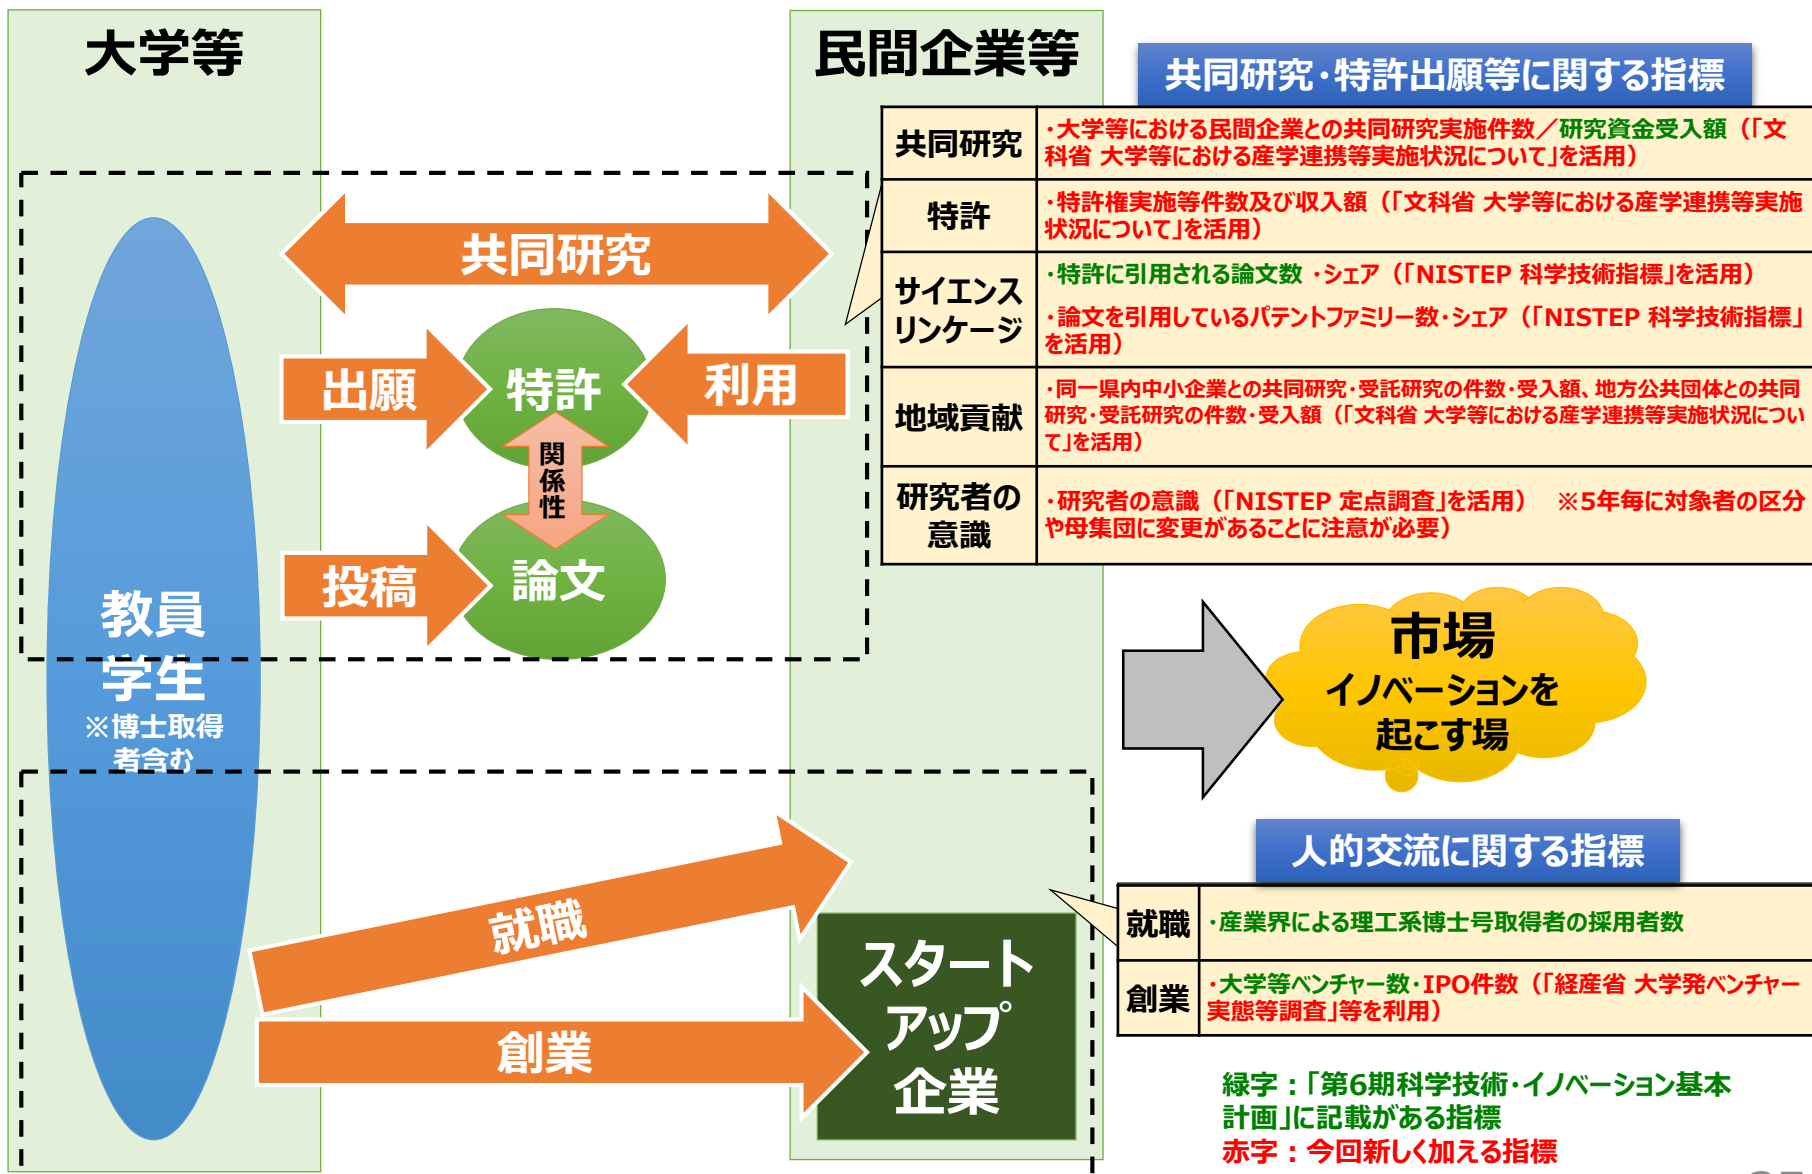 大学等
民間企業等
共同研究･特許出願等に関する指標
共同研究
･大学等における民間企業との共同研究実施件数／研究資金受入額（｢文
科省 大学等における産学連携等実施状況について｣を活用）
特許
･特許権実施等件数及び収入額（｢文科省 大学等における産学連携等実施
状況について｣を活用）
サイエンス
リンケージ
･特許に引用される論文数 ･シェア（｢NISTEP 科学技術指標｣を活用）
･論文を引用しているパテントファミリー数･シェア（｢NISTEP 科学技術指標｣
を活用）
地域貢献
･同一県内中小企業との共同研究･受託研究の件数･受入額、地方公共団体との共同
研究･受託研究の件数･受入額（｢文科省 大学等における産学連携等実施状況につい
て｣を活用）
研究者の
意識
･研究者の意識（｢NISTEP 定点調査｣を活用）　※5年毎に対象者の区分
や母集団に変更があることに注意が必要）
共同研究
出願
特許
利用
関
係
性
投稿
論文
教員
学生
※博士取得
者含む
市場
イノベーションを
起こす場
人的交流に関する指標
就職
･産業界による理工系博士号取得者の採用者数
創業
･大学等ベンチャー数･IPO件数（｢経産省 大学発ベンチャー
実態等調査｣等を利用）
就職
創業
スタート
アップ
企業
緑字：｢第6期科学技術･イノベーション基本
計画｣に記載がある指標
赤字：今回新しく加える指標